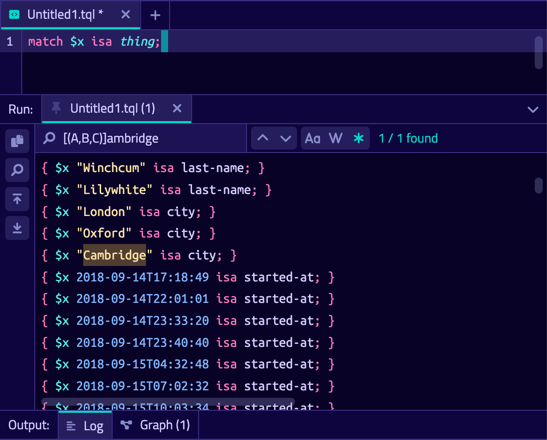 Untitled1.tql *
1 match $x isa thing;
Run: Untitled1.tql (1)
[(A,B,C)]ambridge Aa W * 1 / 1 found
{ $x "Winchcum" isa last-name; }
{ $x "Lilywhite" isa last-name; }
{ $x "London" isa city; }
{ $x "Oxford" isa city; }
{ $x "Cambridge" isa city; }
{ $x 2018-09-14T17:18:49 isa started-at; }
{ $x 2018-09-14T22:01:01 isa started-at; }
{ $x 2018-09-14T23:33:20 isa started-at; }
{ $x 2018-09-14T23:40:40 isa started-at; }
{ $x 2018-09-15T04:32:48 isa started-at; }
{ $x 2018-09-15T07:02:32 isa started-at; }
{ $x 2018-09-15T10:03:34 isa started-at; }
Output: Log Graph (1)